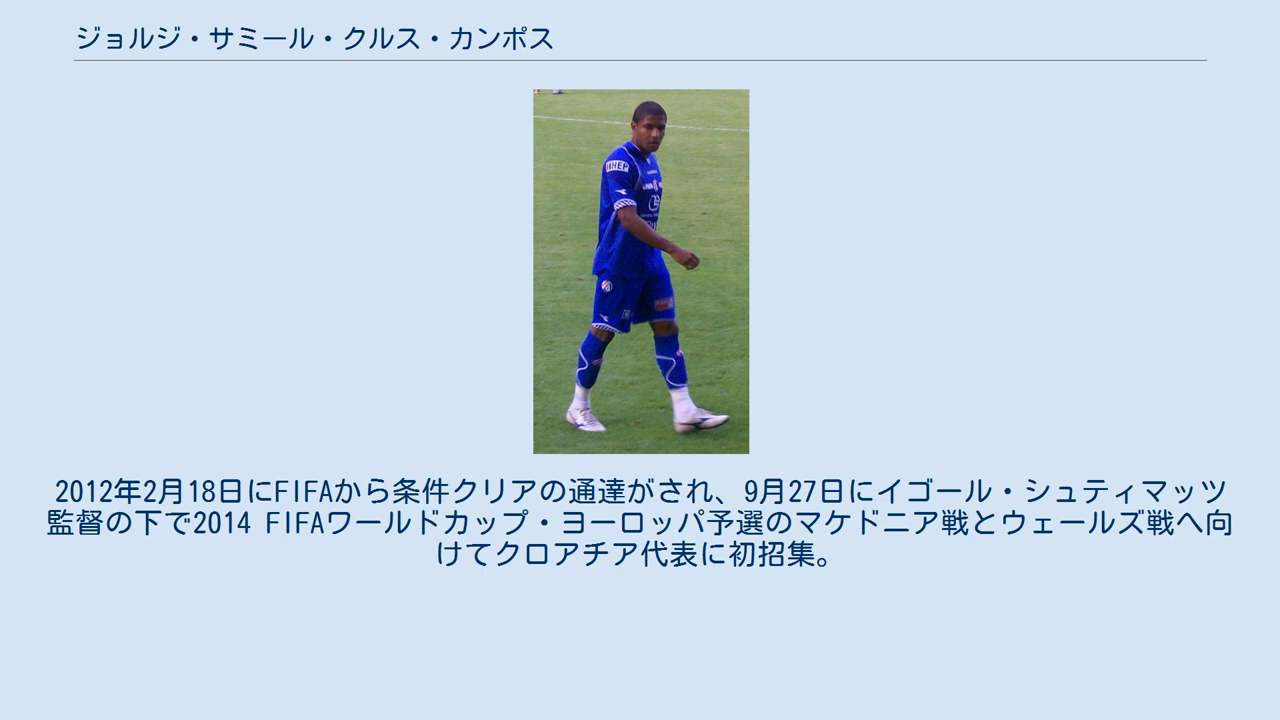 ジョルジ・サミール・クルス・カンポス
HEP
2012年2月18日にFIFAから条件クリアの通達がされ、9月27日にイゴール・シュティマッツ
監督の下で2014 FIFAワールドカップ・ヨーロッパ予選のマケドニア戦とウェールズ戦へ向
けてクロアチア代表に初招集。